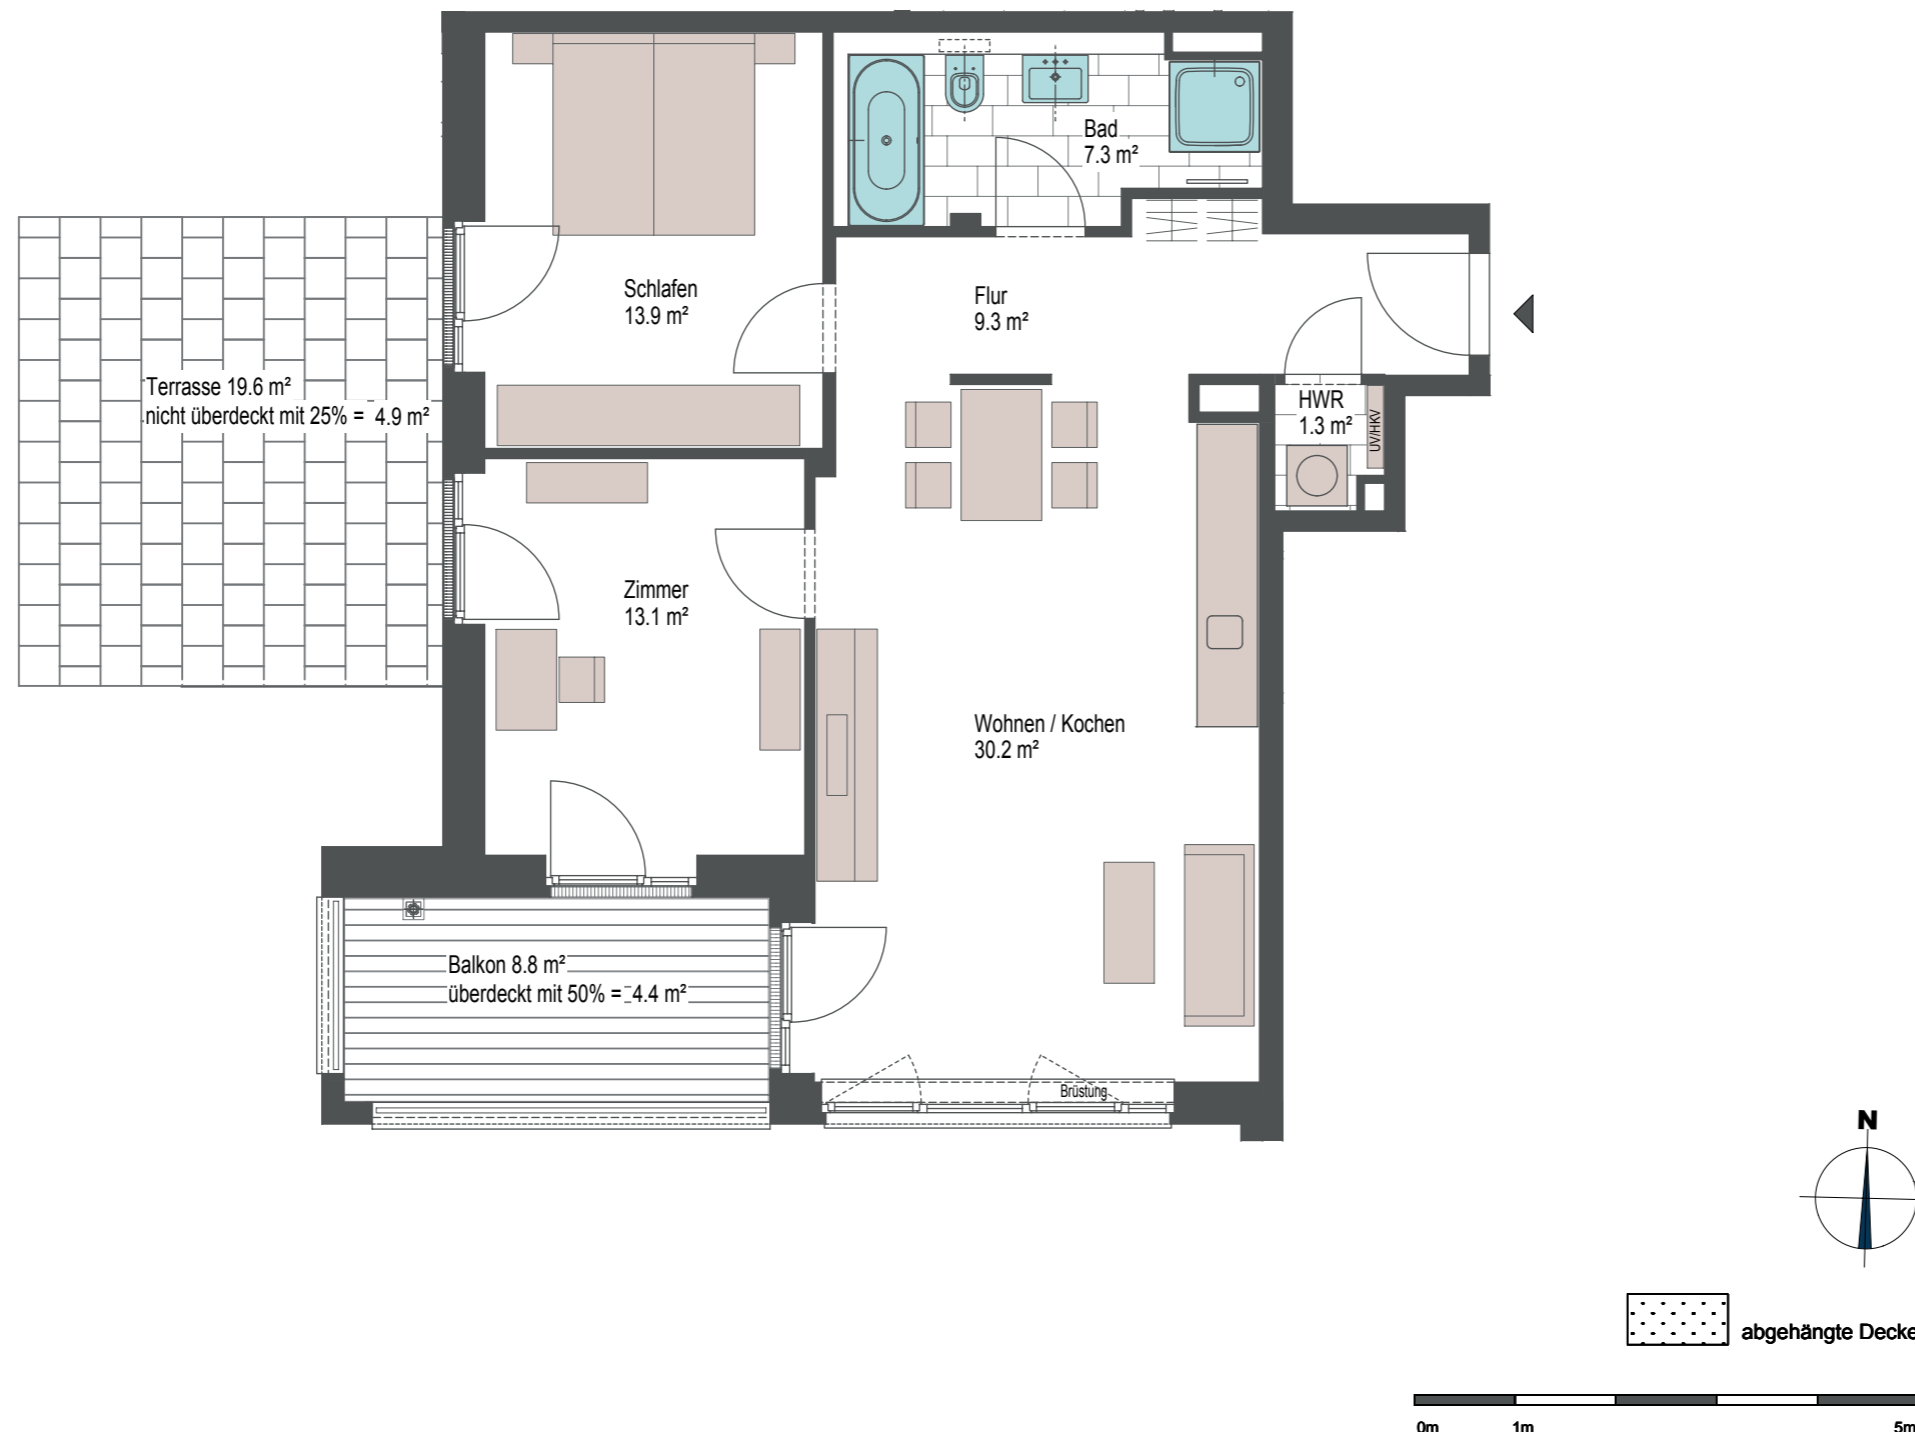 Bad
7.3 m²
Schlafen
13.9 m²
Flur
9.3 m²
Terrasse 19.6 m²
nicht überdeckt mit 25% = 4.9 m²
HWR
1.3 m²
UV/HKV
Zimmer
13.1 m²
Wohnen / Kochen
30.2 m²
Balkon 8.8 m²
überdeckt mit 50% = 4.4 m²
Brüstung
N
abgehängte Decke
0m 1m 5m